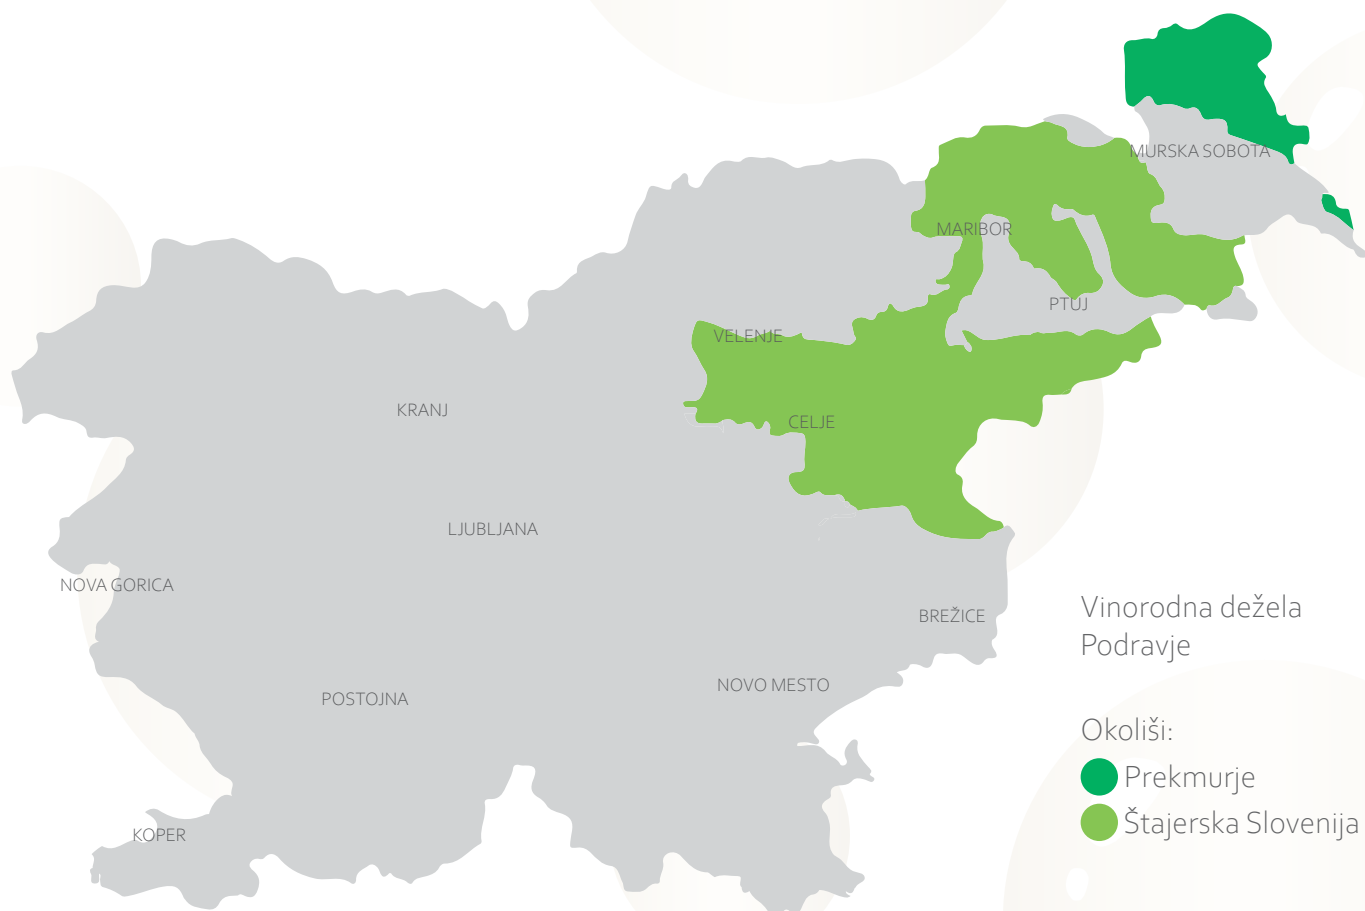 MURSKA SOBOTA
MARIBOR
PTUJ
VELENJE
KRANJ
CELJE
LJUBLJANA
NOVA GORICA
BREŽICE
NOVO MESTO
POSTOJNA
KOPER
Vinorodna dežela
Podravje
Okoliši:
Prekmurje
Štajerska Slovenija